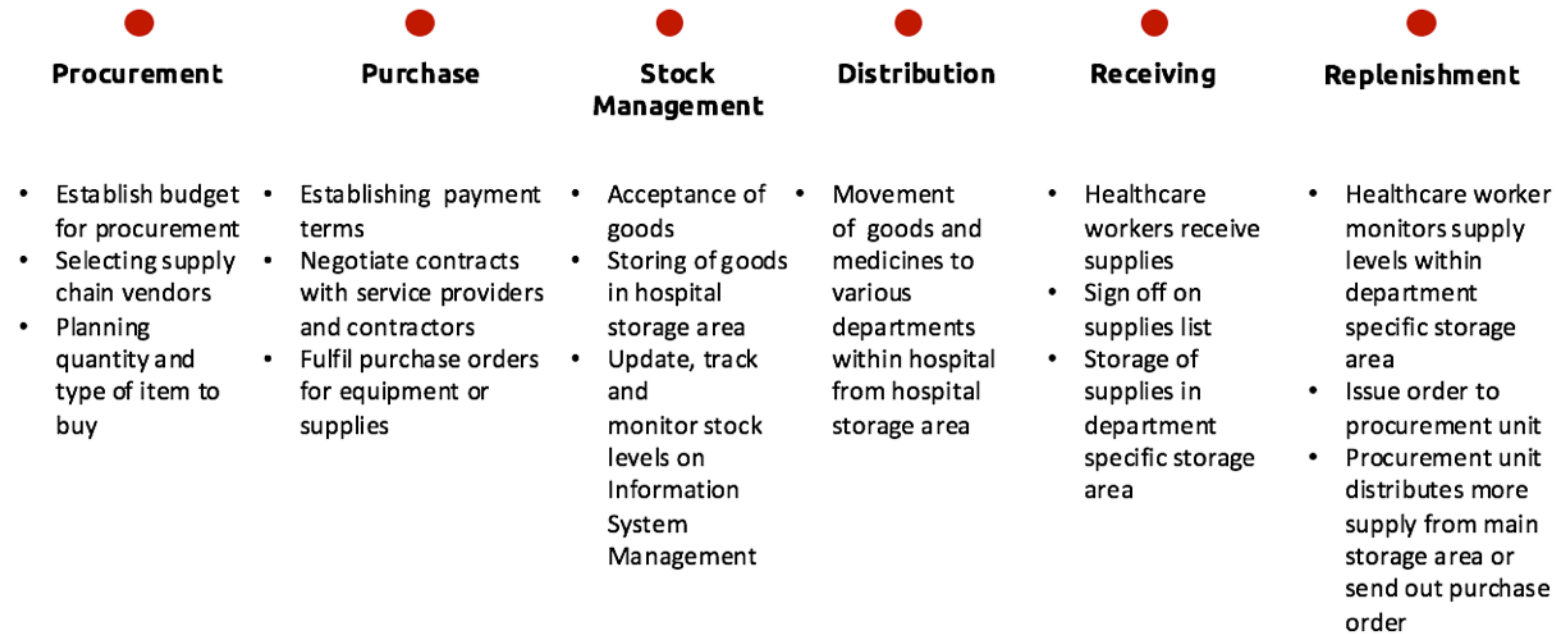 Procurement
• Establish budget
for procurement
• Selecting supply
chain vendors
• Planning
quantity and
type of item to
buy
Purchase
• Establishing payment
terms
• Negotiate contracts
with service providers
and contractors
• Fulfil purchase orders
for equipment or
supplies
Stock
Management
• Acceptance of
goods
• Storing of goods
in hospital
storage area
• Update, track
and
monitor stock
levels on
Information
System
Management
Distribution
• Movement
of goods and
medicines to
various
departments
within hospital
from hospital
storage area
Receiving
• Healthcare
workers receive
supplies
• Sign off on
supplies list
• Storage of
supplies in
department
specific storage
area
Replenishment
• Healthcare worker
monitors supply
levels within
department
specific storage
area
• Issue order to
procurement unit
• Procurement unit
distributes more
supply from main
storage area or
send out purchase
order